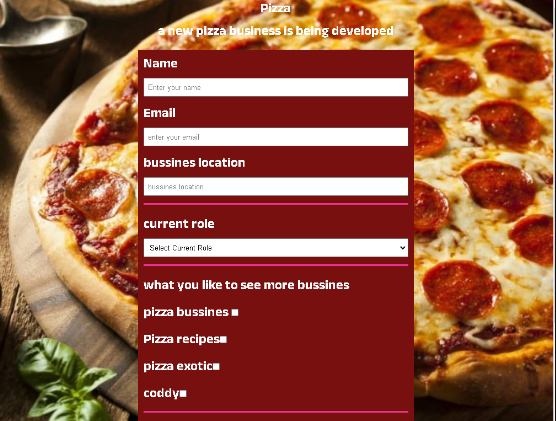 Pizza
a new pizza business is being developed
Name
Enter your name
Email
enter your email
bussines location
bussines location
current role
Select Current Role
what you like to see more bussines
pizza bussines
Pizza recipes
pizza exotic
coddy